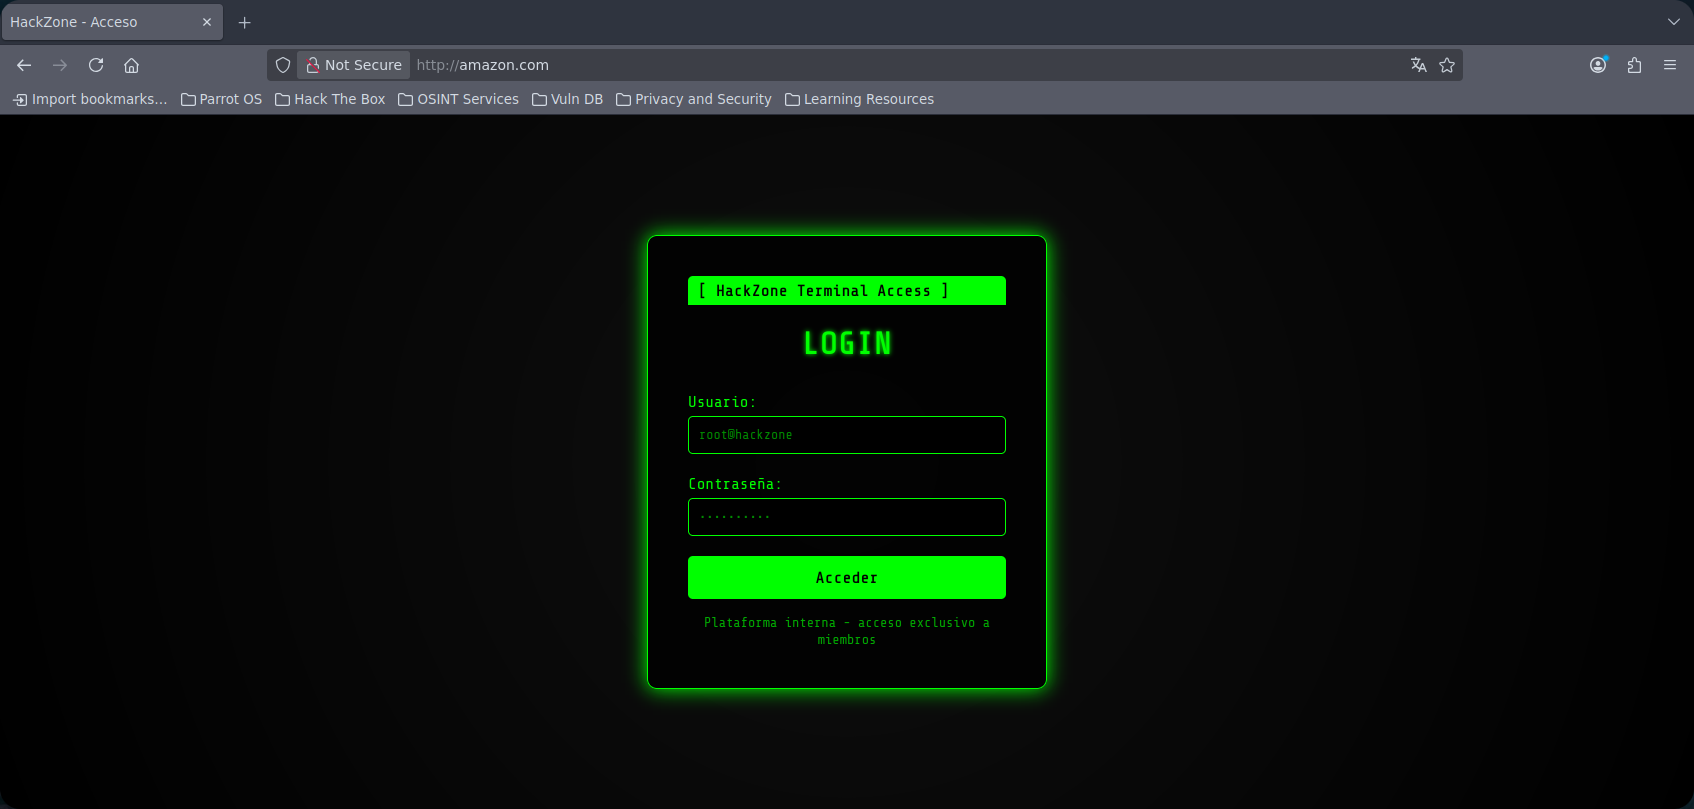 HackZone - Acceso
Not Secure
http://amazon.com
Import bookmarks... Parrot OS Hack The Box OSINT Services Vuln DB Privacy and Security Learning Resources
[ HackZone Terminal Access ]
LOGIN
Usuario:
root@hackzone
Contraseña:
··········
Acceder
Plataforma interna - acceso exclusivo a
miembros